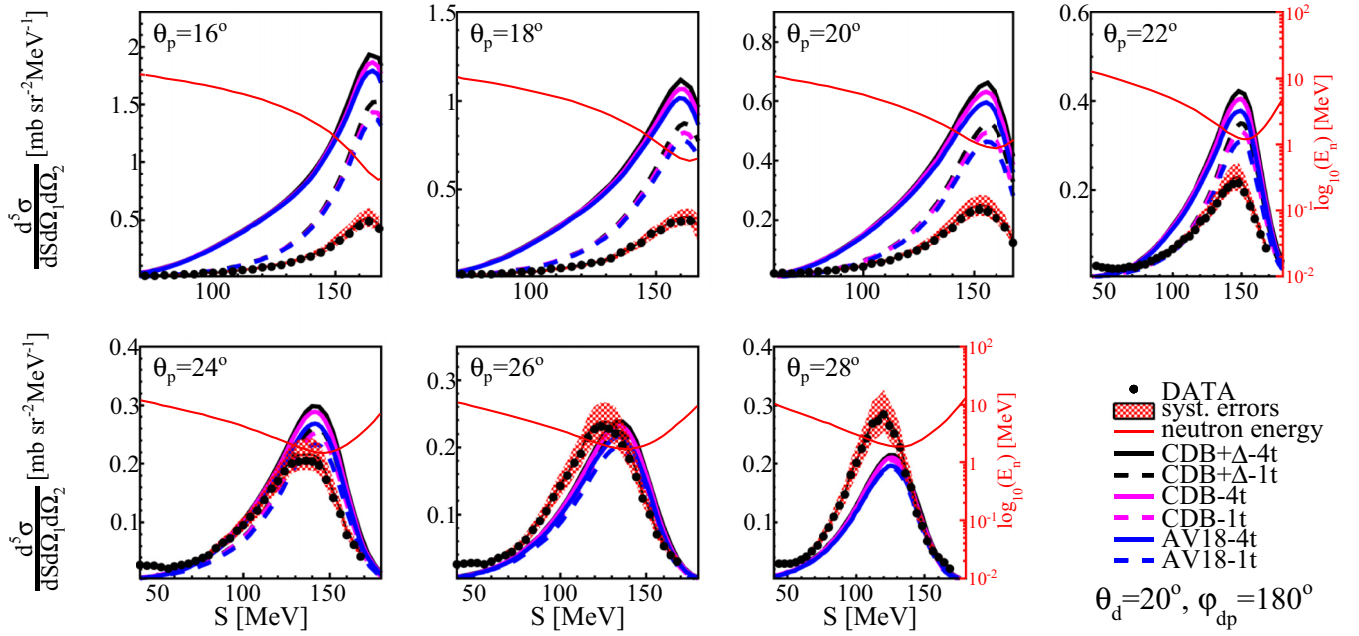 θp=16°
θp=18°
θp=20°
θp=22°
d⁵σ
dSdΩ₁dΩ₂
[mb sr⁻²MeV⁻¹]
2
1.5
1
0.5
100 150
1.5
1
0.5
100 150
0.8
0.6
0.4
0.2
100 150
0.6
0.4
0.2
50 100 150
10²
10
1
10⁻¹
10⁻²
log₁₀(Eₙ) [MeV]
θp=24°
θp=26°
θp=28°
d⁵σ
dSdΩ₁dΩ₂
[mb sr⁻²MeV⁻¹]
0.4
0.3
0.2
0.1
50 100 150
S [MeV]
0.3
0.2
0.1
50 100 150
S [MeV]
0.4
0.3
0.2
0.1
50 100 150
S [MeV]
10²
10
1
10⁻¹
10⁻²
log₁₀(Eₙ) [MeV]
DATA
syst. errors
neutron energy
CDB+Δ-4t
CDB+Δ-1t
CDB-4t
CDB-1t
AV18-4t
AV18-1t
θd=20°, φdp=180°